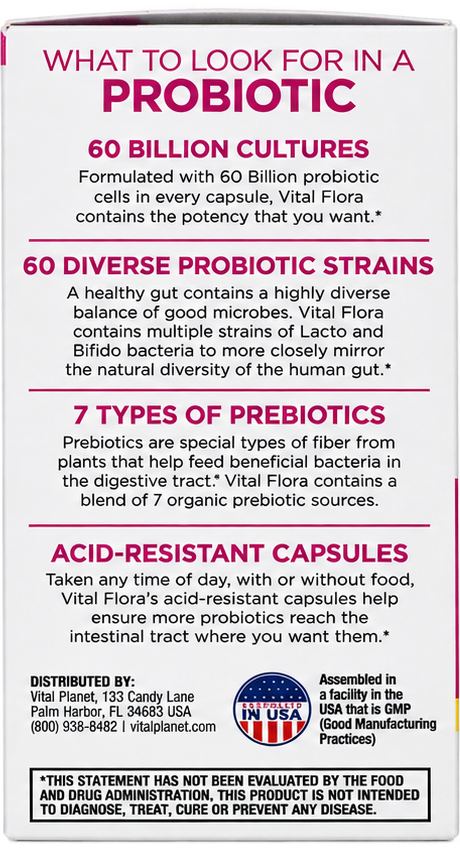 WHAT TO LOOK FOR IN A
PROBIOTIC
60 BILLION CULTURES
Formulated with 60 Billion probiotic
cells in every capsule, Vital Flora
contains the potency that you want.*
60 DIVERSE PROBIOTIC STRAINS
A healthy gut contains a highly diverse
balance of good microbes. Vital Flora
contains multiple strains of Lacto and
Bifido bacteria to more closely mirror
the natural diversity of the human gut.*
7 TYPES OF PREBIOTICS
Prebiotics are special types of fiber from
plants that help feed beneficial bacteria in
the digestive tract.* Vital Flora contains a
blend of 7 organic prebiotic sources.
ACID-RESISTANT CAPSULES
Taken any time of day, with or without food,
Vital Flora's acid-resistant capsules help
ensure more probiotics reach the
intestinal tract where you want them.*
DISTRIBUTED BY:
Vital Planet, 133 Candy Lane
Palm Harbor, FL 34683 USA
(800) 938-8482 | vitalplanet.com
IN USA
Assembled in
a facility in the
USA that is GMP
(Good Manufacturing
Practices)
*THIS STATEMENT HAS NOT BEEN EVALUATED BY THE FOOD
AND DRUG ADMINISTRATION, THIS PRODUCT IS NOT INTENDED
TO DIAGNOSE, TREAT, CURE OR PREVENT ANY DISEASE.